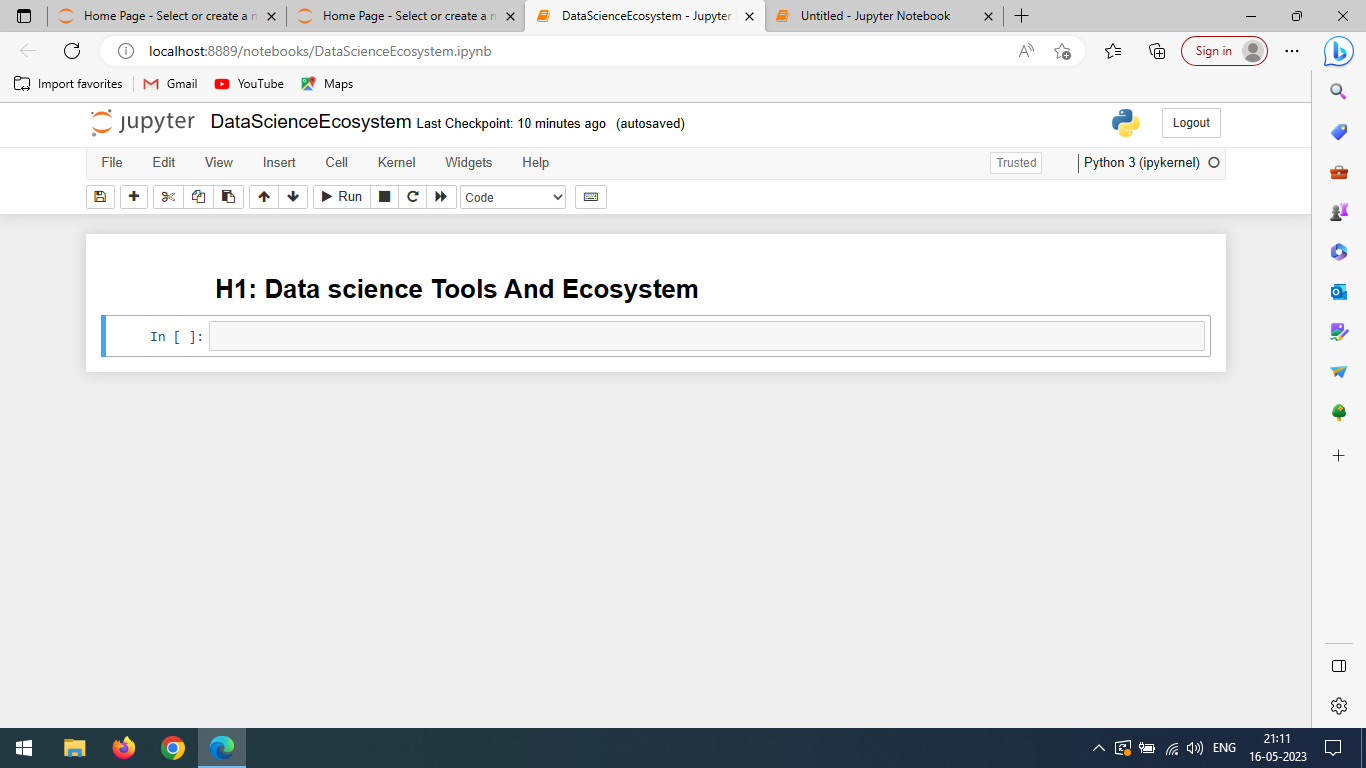 Home Page - Select or create a n
Home Page - Select or create a n
DataScienceEcosystem - Jupyter
Untitled - Jupyter Notebook
localhost:8889/notebooks/DataScienceEcosystem.ipynb
Sign in
Import favorites
Gmail
YouTube
Maps
jupyter DataScienceEcosystem Last Checkpoint: 10 minutes ago (autosaved)
Logout
File Edit View Insert Cell Kernel Widgets Help
Trusted
Python 3 (ipykernel)
Run
Code
H1: Data science Tools And Ecosystem
In [ ]:
ENG
21:11
16-05-2023